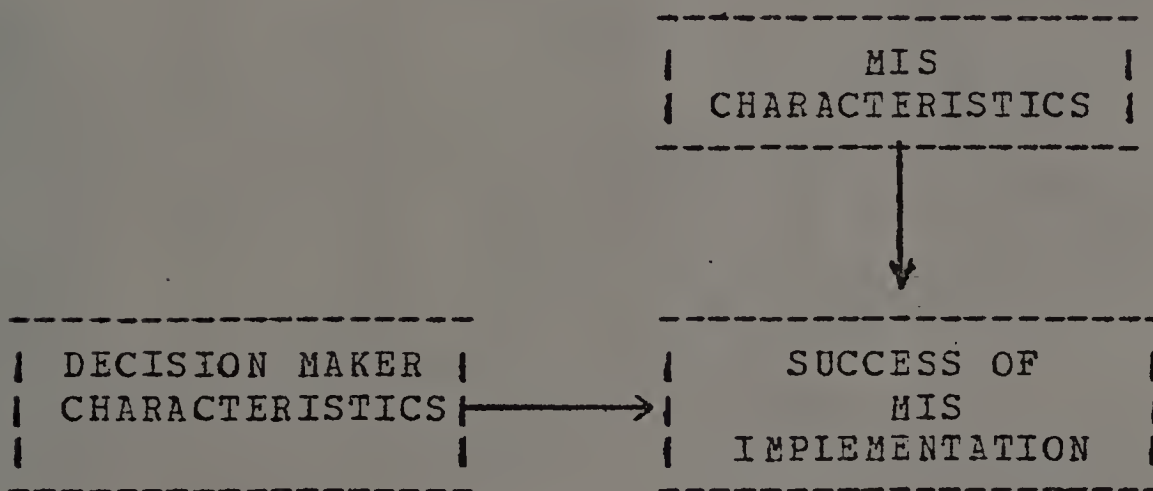 MIS
CHARACTERISTICS
DECISION MAKER
CHARACTERISTICS
SUCCESS OF
MIS
IMPLEMENTATION